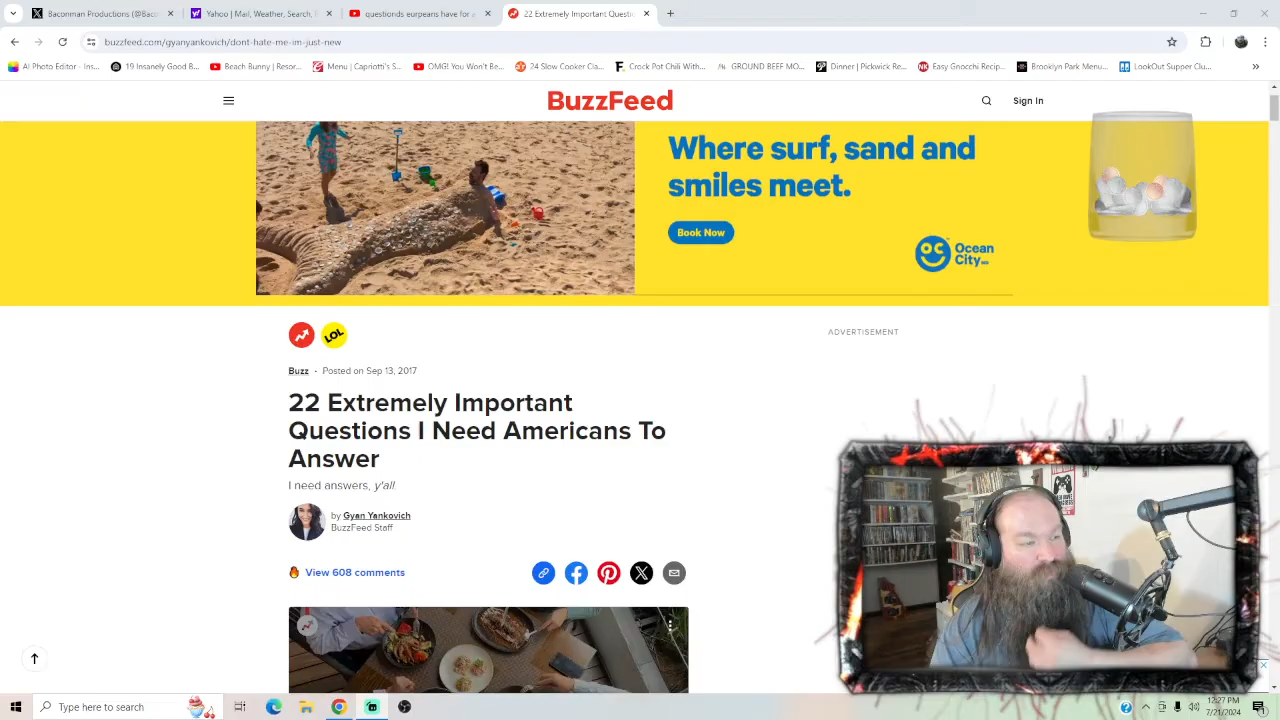 Baconman Productions (@Baco
Yahoo | Mail, Weather, Search,
questionds eurpeans have for a
22 Extremely Important Questio
buzzfeed.com/gyanyankovich/dont-hate-me-im-just-new
AI Photo Editor - Ins...
19 Insanely Good B...
Beach Bunny | Resor...
Menu | Capriotti's S...
OMG! You Won't Be...
24 Slow Cooker Cla...
Crock Pot Chili With...
GROUND BEEF MO...
Dinner | Pickwick Re...
Easy Gnocchi Recip...
Brooklyn Park Menu...
LookOut Supper Clu...
BuzzFeed
Sign In
Where surf, sand and
smiles meet.
Book Now
Ocean
City
LOL
ADVERTISEMENT
Buzz · Posted on Sep 13, 2017
22 Extremely Important
Questions I Need Americans To
Answer
I need answers, y'all.
by Gyan Yankovich
BuzzFeed Staff
View 608 comments
Type here to search
12:27 PM
7/21/2024